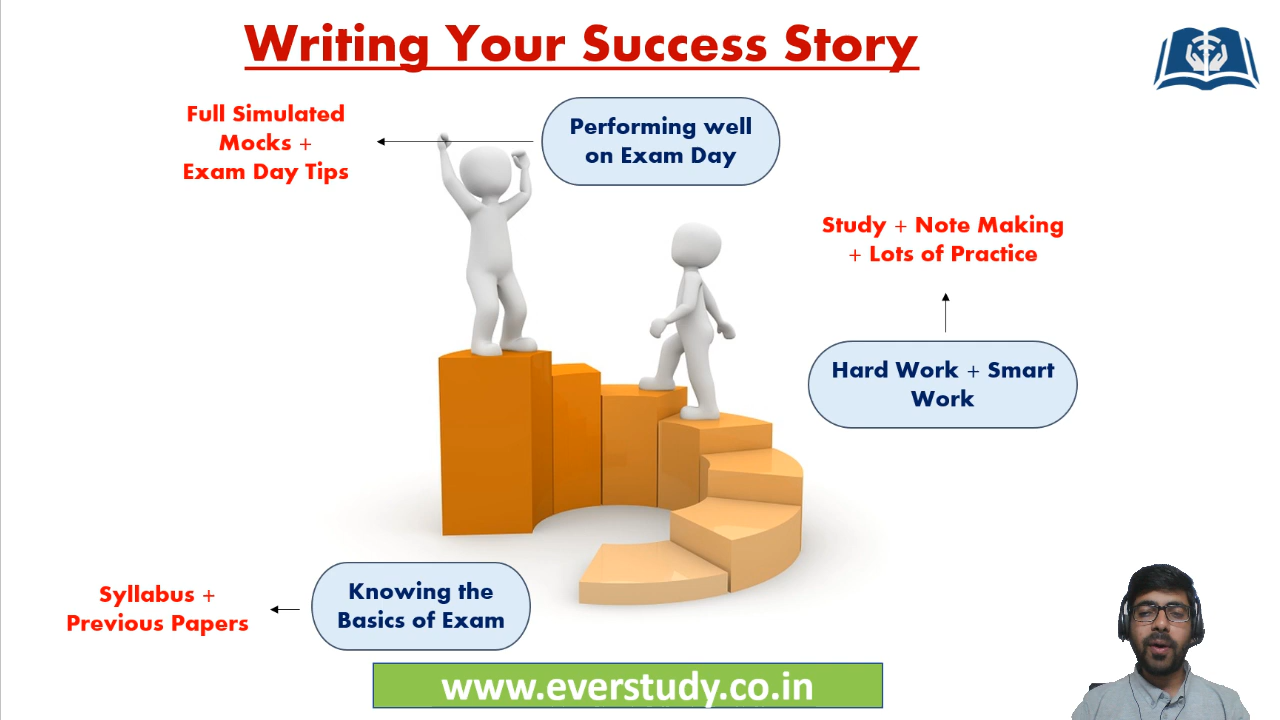 Writing Your Success Story
Full Simulated
Mocks +
Exam Day Tips
Performing well
on Exam Day
Study + Note Making
+ Lots of Practice
Hard Work + Smart
Work
Syllabus +
Previous Papers
Knowing the
Basics of Exam
www.everstudy.co.in